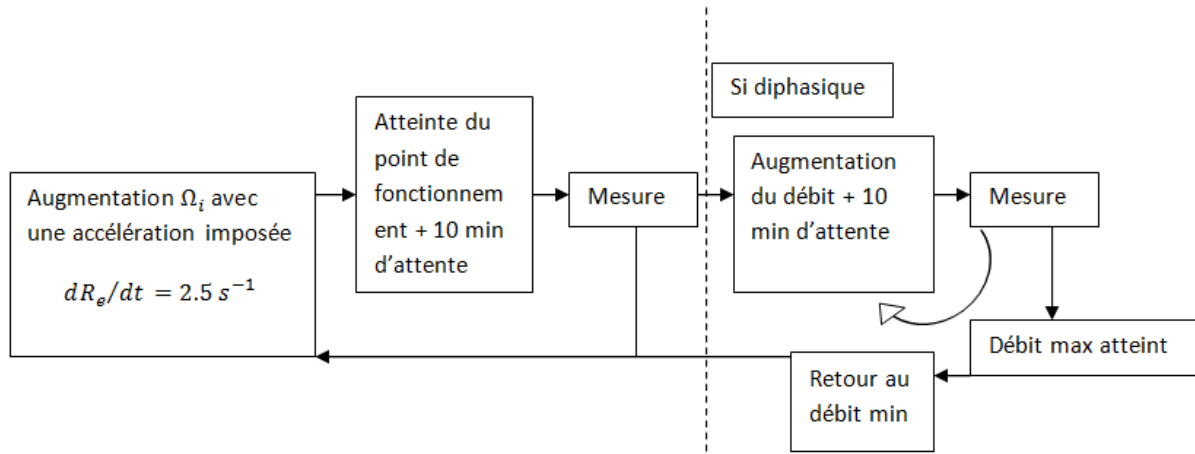 Augmentation Ωᵢ avec
une accélération imposée
dRₑ/dt = 2.5 s⁻¹
Atteinte du
point de
fonctionnem
ent + 10 min
d’attente
Mesure
Si diphasique
Augmentation
du débit + 10
min d’attente
Mesure
Débit max atteint
Retour au
débit min